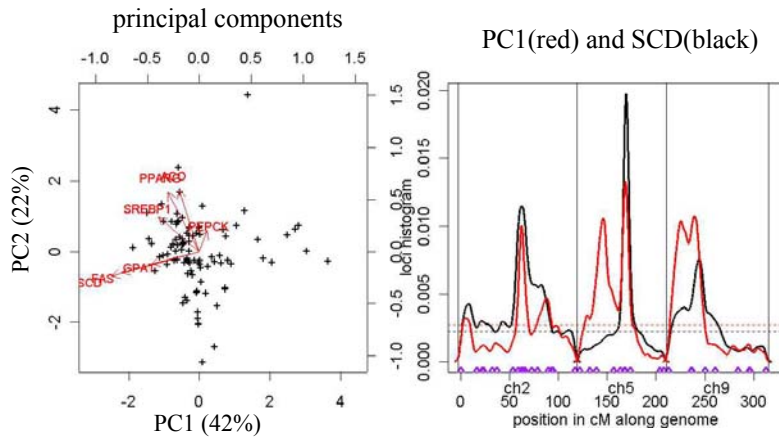 principal components
-1.0 -0.5 0.0 0.5 1.0
PC2 (22%)
4
2
0
-2
1.5
1.0
0.5
0.0
-0.5
-1.0
ACO
SREBP1
PEPCK
GPAT
FAS
SCD
-2 0 2 4
PC1 (42%)
PC1(red) and SCD(black)
loci histogram
0.020
0.015
0.010
0.005
0.000
ch2 ch5 ch9
0 50 100 150 200 250 300
position in cM along genome